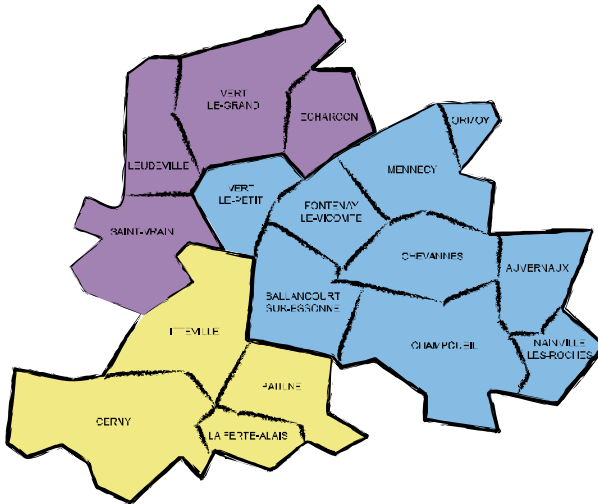 VERT
LE-GRAND
ECHARCON
ORMOY
MENNECY
LEUDEVILLE
VERT
LE-PETIT
FONTENAY
LE-VICOMTE
SAINT-VRAIN
CHEVANNES
AUVERNAUX
BALLANCOURT
SUR-ESSONNE
ITTEVILLE
CHAMPCUEIL
NAINVILLE
LES-ROCHES
BAULNE
CERNY
LA FERTE-ALAIS